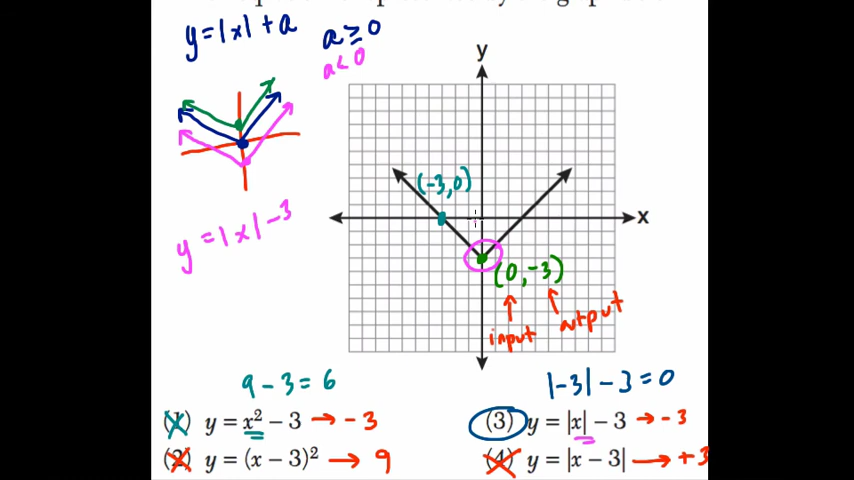 y=|x|+a
a≥0
a<0
y
(-3,0)
x
y=|x|-3
(0,-3)
input
output
9-3=6
|-3|-3=0
(1) y = x² − 3 → -3
(3) y = |x| − 3 → -3
(2) y = (x − 3)² → 9
(4) y = |x − 3| → +3